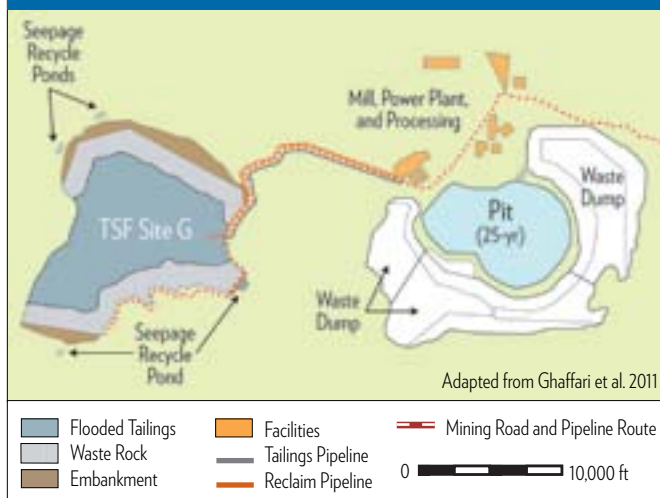 Seepage
Recycle
Ponds
Mill, Power Plant,
and Processing
TSF Site G
Pit
(25-yr)
Waste
Dump
Waste
Dump
Seepage
Recycle
Pond
Adapted from Ghaffari et al. 2011
Flooded Tailings
Waste Rock
Embankment
Facilities
Tailings Pipeline
Reclaim Pipeline
Mining Road and Pipeline Route
0 10,000 ft